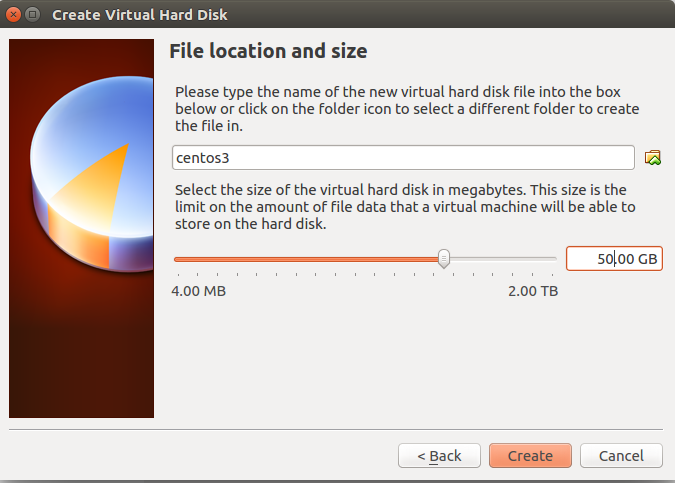 Create Virtual Hard Disk
File location and size
Please type the name of the new virtual hard disk file into the box
below or click on the folder icon to select a different folder to create
the file in.
centos3
Select the size of the virtual hard disk in megabytes. This size is the
limit on the amount of file data that a virtual machine will be able to
store on the hard disk.
50.00 GB
4.00 MB
2.00 TB
< Back
Create
Cancel